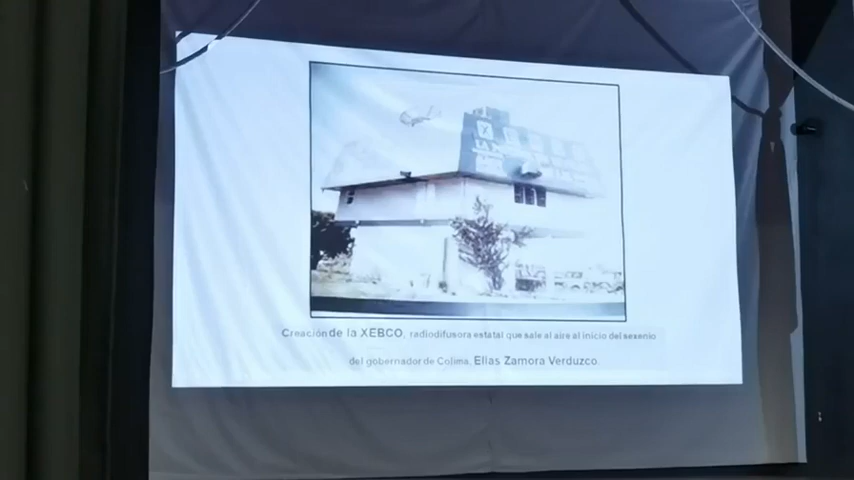 Creación de la XEBCO, radiodifusora estatal que sale al aire al inicio del sexenio
del gobernador de Colima, Elías Zamora Verduzco.